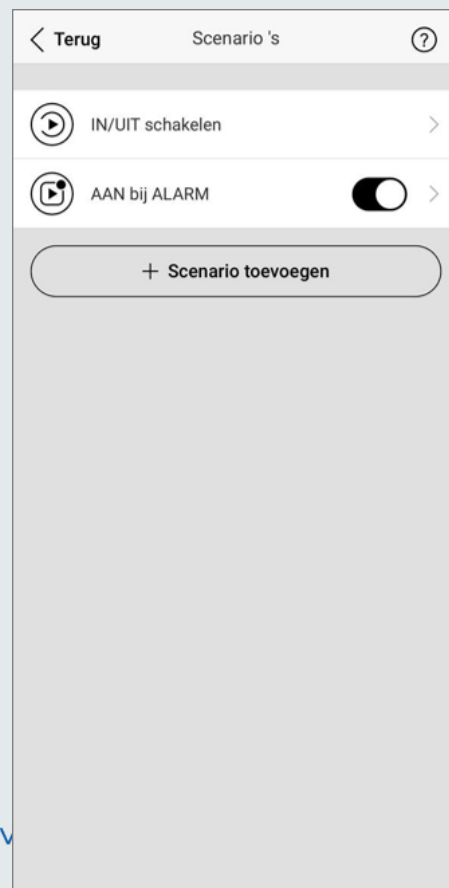 Terug
Scenario 's
IN/UIT schakelen
AAN bij ALARM
+ Scenario toevoegen